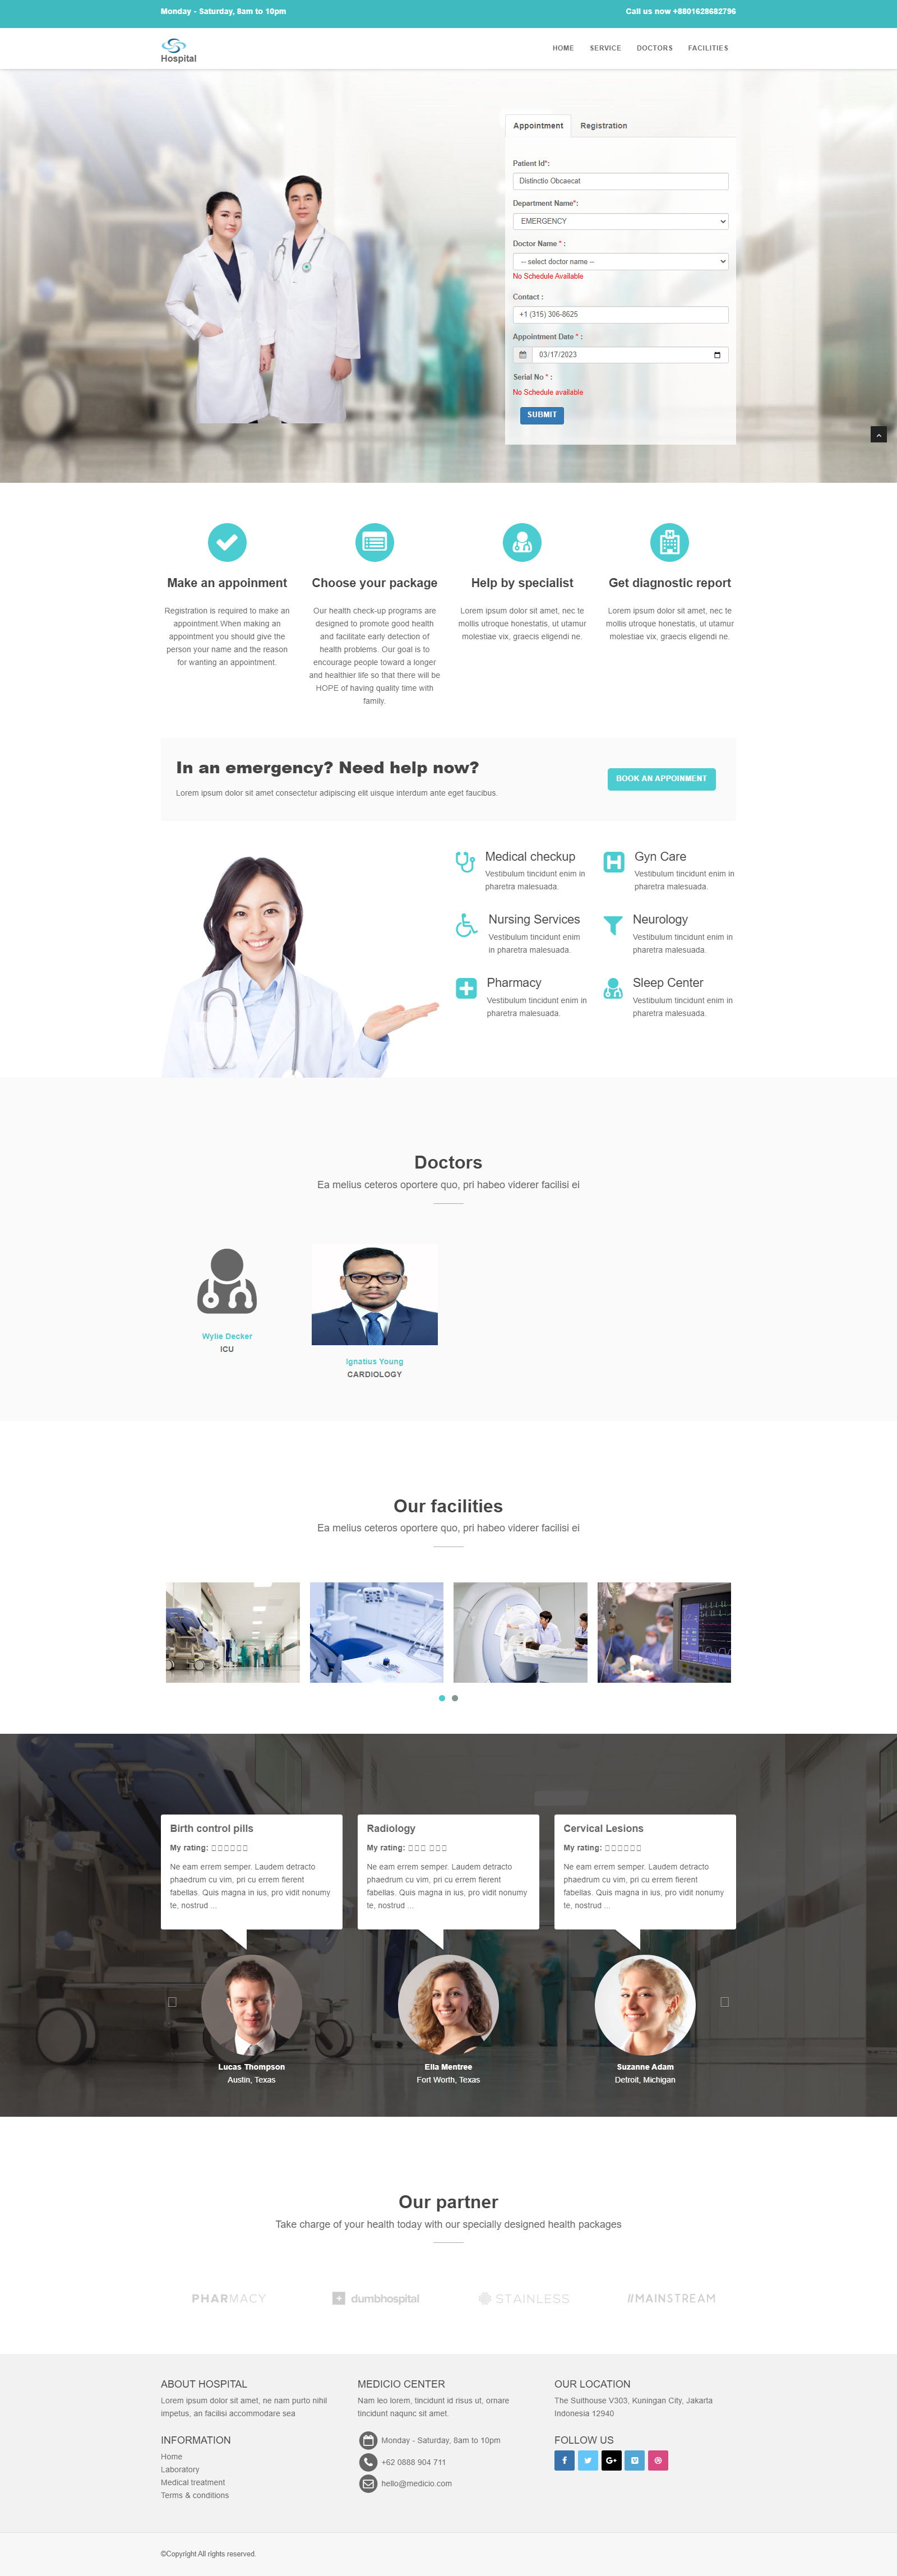 Monday - Saturday, 8am to 10pm
Call us now +8801628682796
Hospital
HOME SERVICE DOCTORS FACILITIES
Appointment Registration
Patient Id*:
Distinctio Obcaecat
Department Name*:
EMERGENCY
Doctor Name * :
-- select doctor name --
No Schedule Available
Contact :
+1 (315) 306-8625
Appointment Date * :
03/17/2023
Serial No * :
No Schedule available
SUBMIT
Make an appoinment
Registration is required to make an
appointment.When making an
appointment you should give the
person your name and the reason
for wanting an appointment.
Choose your package
Our health check-up programs are
designed to promote good health
and facilitate early detection of
health problems. Our goal is to
encourage people toward a longer
and healthier life so that there will be
HOPE of having quality time with
family.
Help by specialist
Lorem ipsum dolor sit amet, nec te
mollis utroque honestatis, ut utamur
molestiae vix, graecis eligendi ne.
Get diagnostic report
Lorem ipsum dolor sit amet, nec te
mollis utroque honestatis, ut utamur
molestiae vix, graecis eligendi ne.
In an emergency? Need help now?
Lorem ipsum dolor sit amet consectetur adipiscing elit uisque interdum ante eget faucibus.
BOOK AN APPOINMENT
Medical checkup
Vestibulum tincidunt enim in
pharetra malesuada.
Gyn Care
Vestibulum tincidunt enim in
pharetra malesuada.
Nursing Services
Vestibulum tincidunt enim
in pharetra malesuada.
Neurology
Vestibulum tincidunt enim in
pharetra malesuada.
Pharmacy
Vestibulum tincidunt enim in
pharetra malesuada.
Sleep Center
Vestibulum tincidunt enim in
pharetra malesuada.
Doctors
Ea melius ceteros oportere quo, pri habeo viderer facilisi ei
Wylie Decker
ICU
Ignatius Young
CARDIOLOGY
Our facilities
Ea melius ceteros oportere quo, pri habeo viderer facilisi ei
Birth control pills
My rating:
Ne eam errem semper. Laudem detracto
phaedrum cu vim, pri cu errem fierent
fabellas. Quis magna in ius, pro vidit nonumy
te, nostrud ...
Lucas Thompson
Austin, Texas
Radiology
My rating:
Ne eam errem semper. Laudem detracto
phaedrum cu vim, pri cu errem fierent
fabellas. Quis magna in ius, pro vidit nonumy
te, nostrud ...
Ella Mentree
Fort Worth, Texas
Cervical Lesions
My rating:
Ne eam errem semper. Laudem detracto
phaedrum cu vim, pri cu errem fierent
fabellas. Quis magna in ius, pro vidit nonumy
te, nostrud ...
Suzanne Adam
Detroit, Michigan
Our partner
Take charge of your health today with our specially designed health packages
PHARMACY
dumbhospital
STAINLESS
//MAINSTREAM
ABOUT HOSPITAL
Lorem ipsum dolor sit amet, ne nam purto nihil
impetus, an facilisi accommodare sea
INFORMATION
Home
Laboratory
Medical treatment
Terms & conditions
MEDICIO CENTER
Nam leo lorem, tincidunt id risus ut, ornare
tincidunt naqunc sit amet.
Monday - Saturday, 8am to 10pm
+62 0888 904 711
hello@medicio.com
OUR LOCATION
The Suithouse V303, Kuningan City, Jakarta
Indonesia 12940
FOLLOW US
©Copyright All rights reserved.